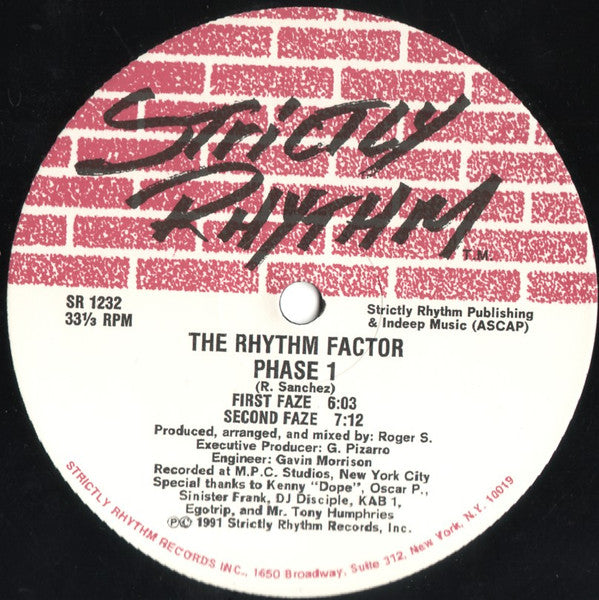 STRICTLY
RHYTHM
T.M.
SR 1232
33⅓ RPM
Strictly Rhythm Publishing
& Indeep Music (ASCAP)
THE RHYTHM FACTOR
PHASE 1
(R. Sanchez)
FIRST FAZE 6:03
SECOND FAZE 7:12
Produced, arranged, and mixed by: Roger S.
Executive Producer: G. Pizarro
Engineer: Gavin Morrison
Recorded at M.P.C. Studios, New York City
Special thanks to Kenny "Dope", Oscar P.,
Sinister Frank, DJ Disciple, KAB 1,
Egotrip, and Mr. Tony Humphries
℗© 1991 Strictly Rhythm Records, Inc.
STRICTLY RHYTHM RECORDS INC., 1650 Broadway, Suite 312, New York, N.Y. 10019